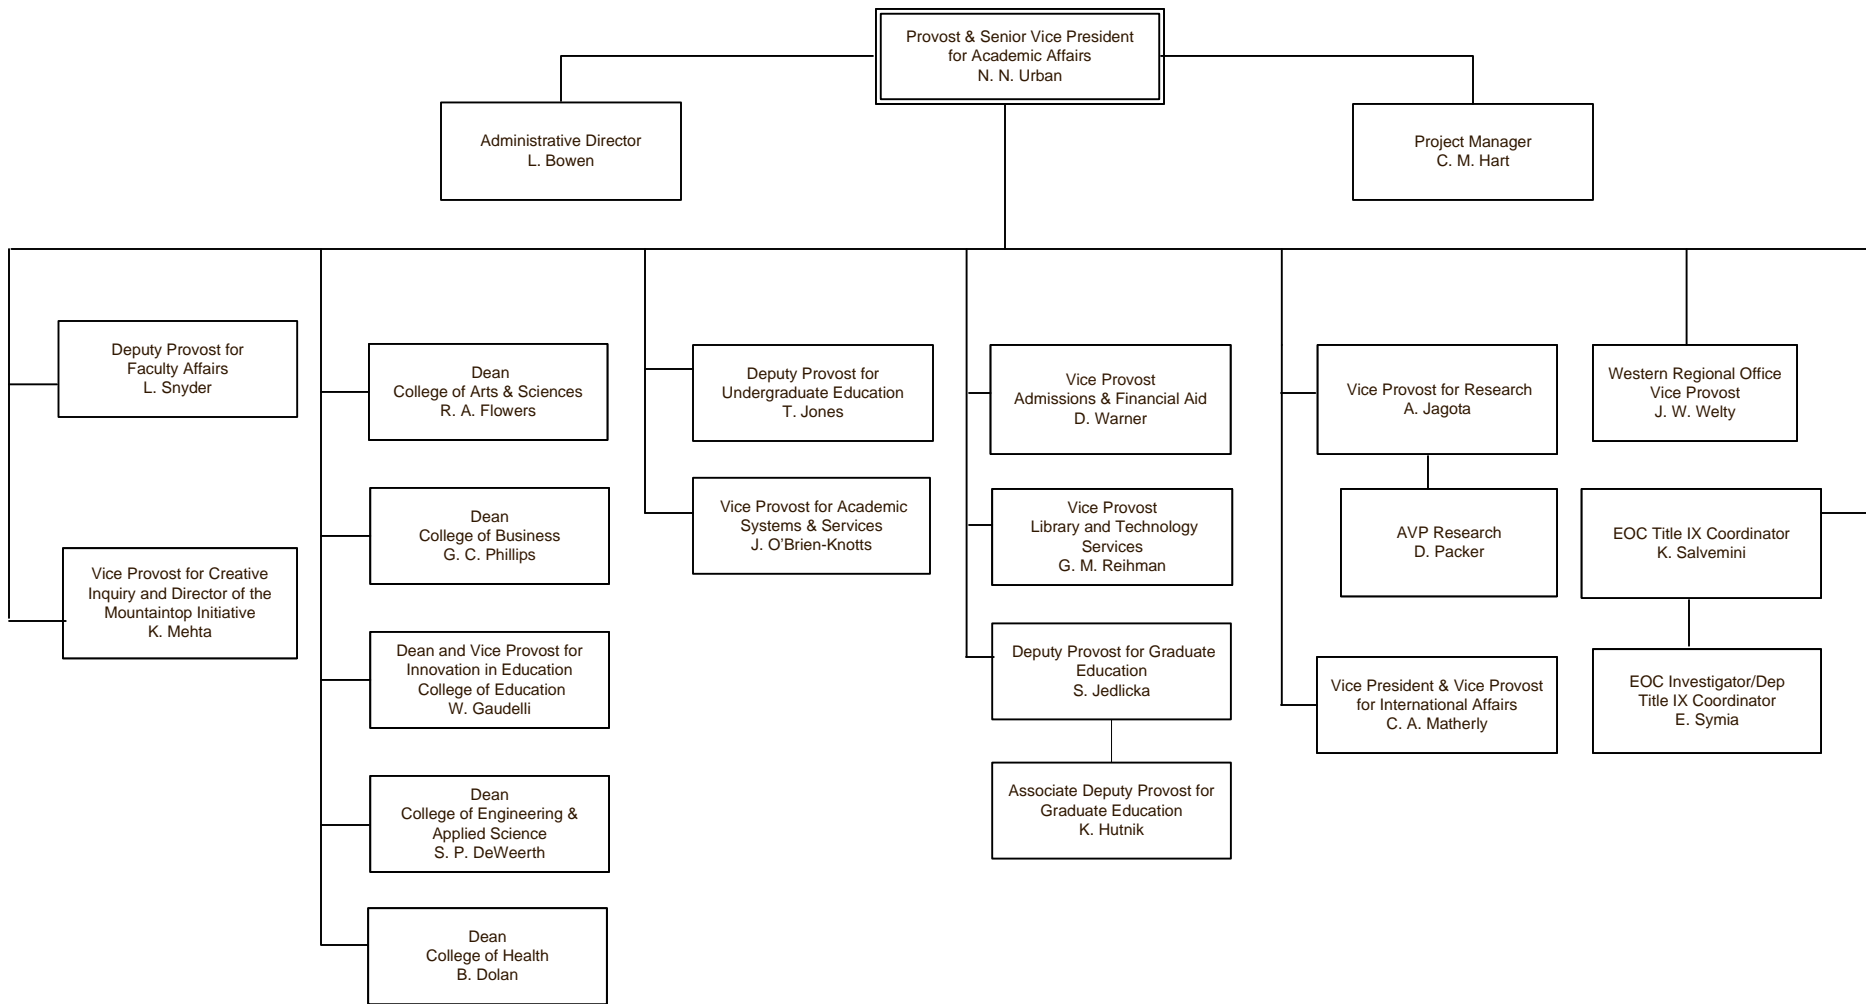 Provost & Senior Vice President
for Academic Affairs
N. N. Urban
Administrative Director
L. Bowen
Project Manager
C. M. Hart
Deputy Provost for
Faculty Affairs
L. Snyder
Vice Provost for Creative
Inquiry and Director of the
Mountaintop Initiative
K. Mehta
Dean
College of Arts & Sciences
R. A. Flowers
Dean
College of Business
G. C. Phillips
Dean and Vice Provost for
Innovation in Education
College of Education
W. Gaudelli
Dean
College of Engineering &
Applied Science
S. P. DeWeerth
Dean
College of Health
B. Dolan
Deputy Provost for
Undergraduate Education
T. Jones
Vice Provost for Academic
Systems & Services
J. O’Brien-Knotts
Vice Provost
Admissions & Financial Aid
D. Warner
Vice Provost
Library and Technology
Services
G. M. Reihman
Deputy Provost for Graduate
Education
S. Jedlicka
Associate Deputy Provost for
Graduate Education
K. Hutnik
Vice Provost for Research
A. Jagota
AVP Research
D. Packer
Vice President & Vice Provost
for International Affairs
C. A. Matherly
Western Regional Office
Vice Provost
J. W. Welty
EOC Title IX Coordinator
K. Salvemini
EOC Investigator/Dep
Title IX Coordinator
E. Symia